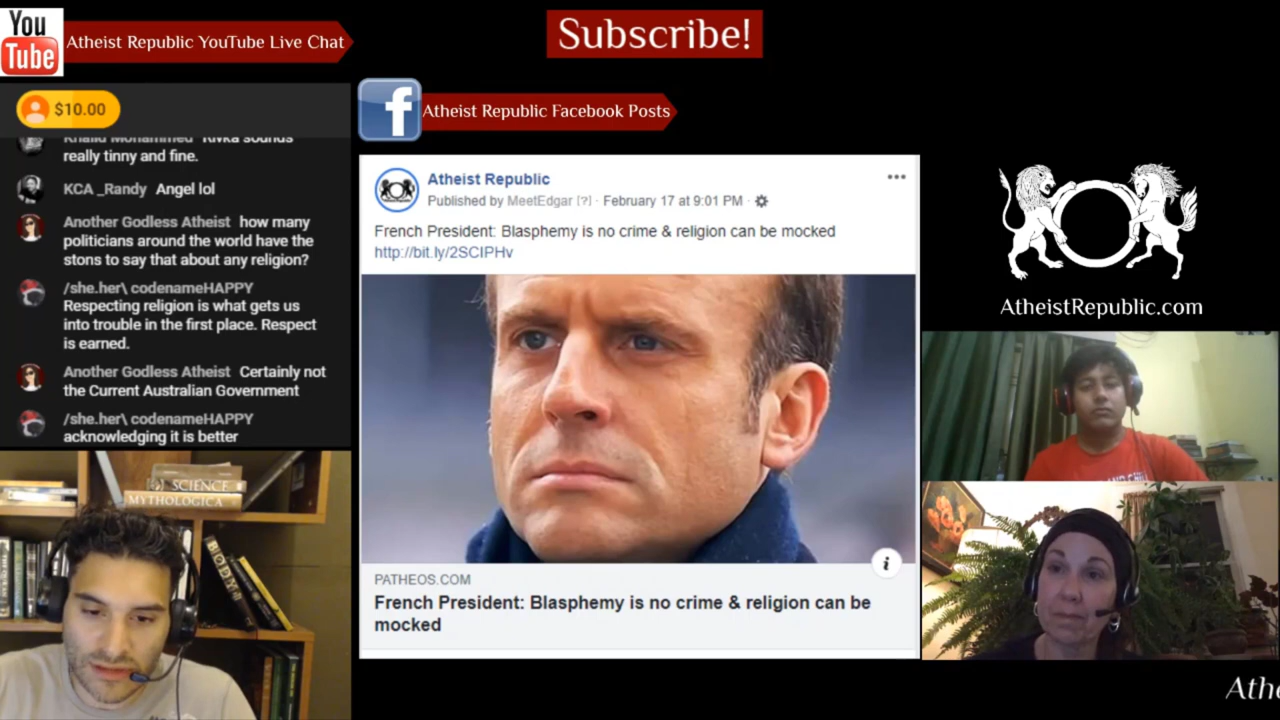 You
Tube
Atheist Republic YouTube Live Chat
Subscribe!
$10.00
Khalid Mohammed Rivka sounds
really tinny and fine.
KCA _Randy Angel lol
Another Godless Atheist how many
politicians around the world have the
stons to say that about any religion?
/she.her\ codenameHAPPY
Respecting religion is what gets us
into trouble in the first place. Respect
is earned.
Another Godless Atheist Certainly not
the Current Australian Government
/she.her\ codenameHAPPY
acknowledging it is better
f
Atheist Republic Facebook Posts
Atheist Republic
Published by MeetEdgar [?] · February 17 at 9:01 PM ·
French President: Blasphemy is no crime & religion can be mocked
http://bit.ly/2SCIPHv
i
PATHEOS.COM
French President: Blasphemy is no crime & religion can be
mocked
AtheistRepublic.com
SCIENCE
MYTHOLOGICA
Athe